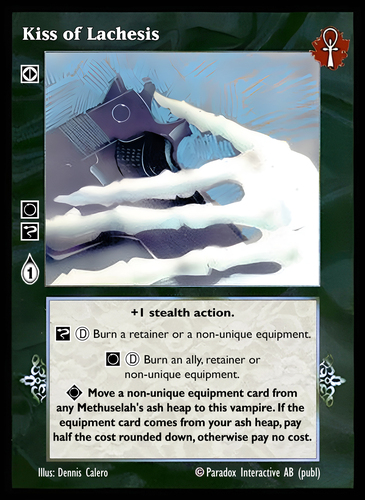 Kiss of Lachesis
1
+1 stealth action.
D Burn a retainer or a non-unique equipment.
D Burn an ally, retainer or
non-unique equipment.
Move a non-unique equipment card from
any Methuselah's ash heap to this vampire. If the
equipment card comes from your ash heap, pay
half the cost rounded down, otherwise pay no cost.
Illus: Dennis Calero © Paradox Interactive AB (publ)